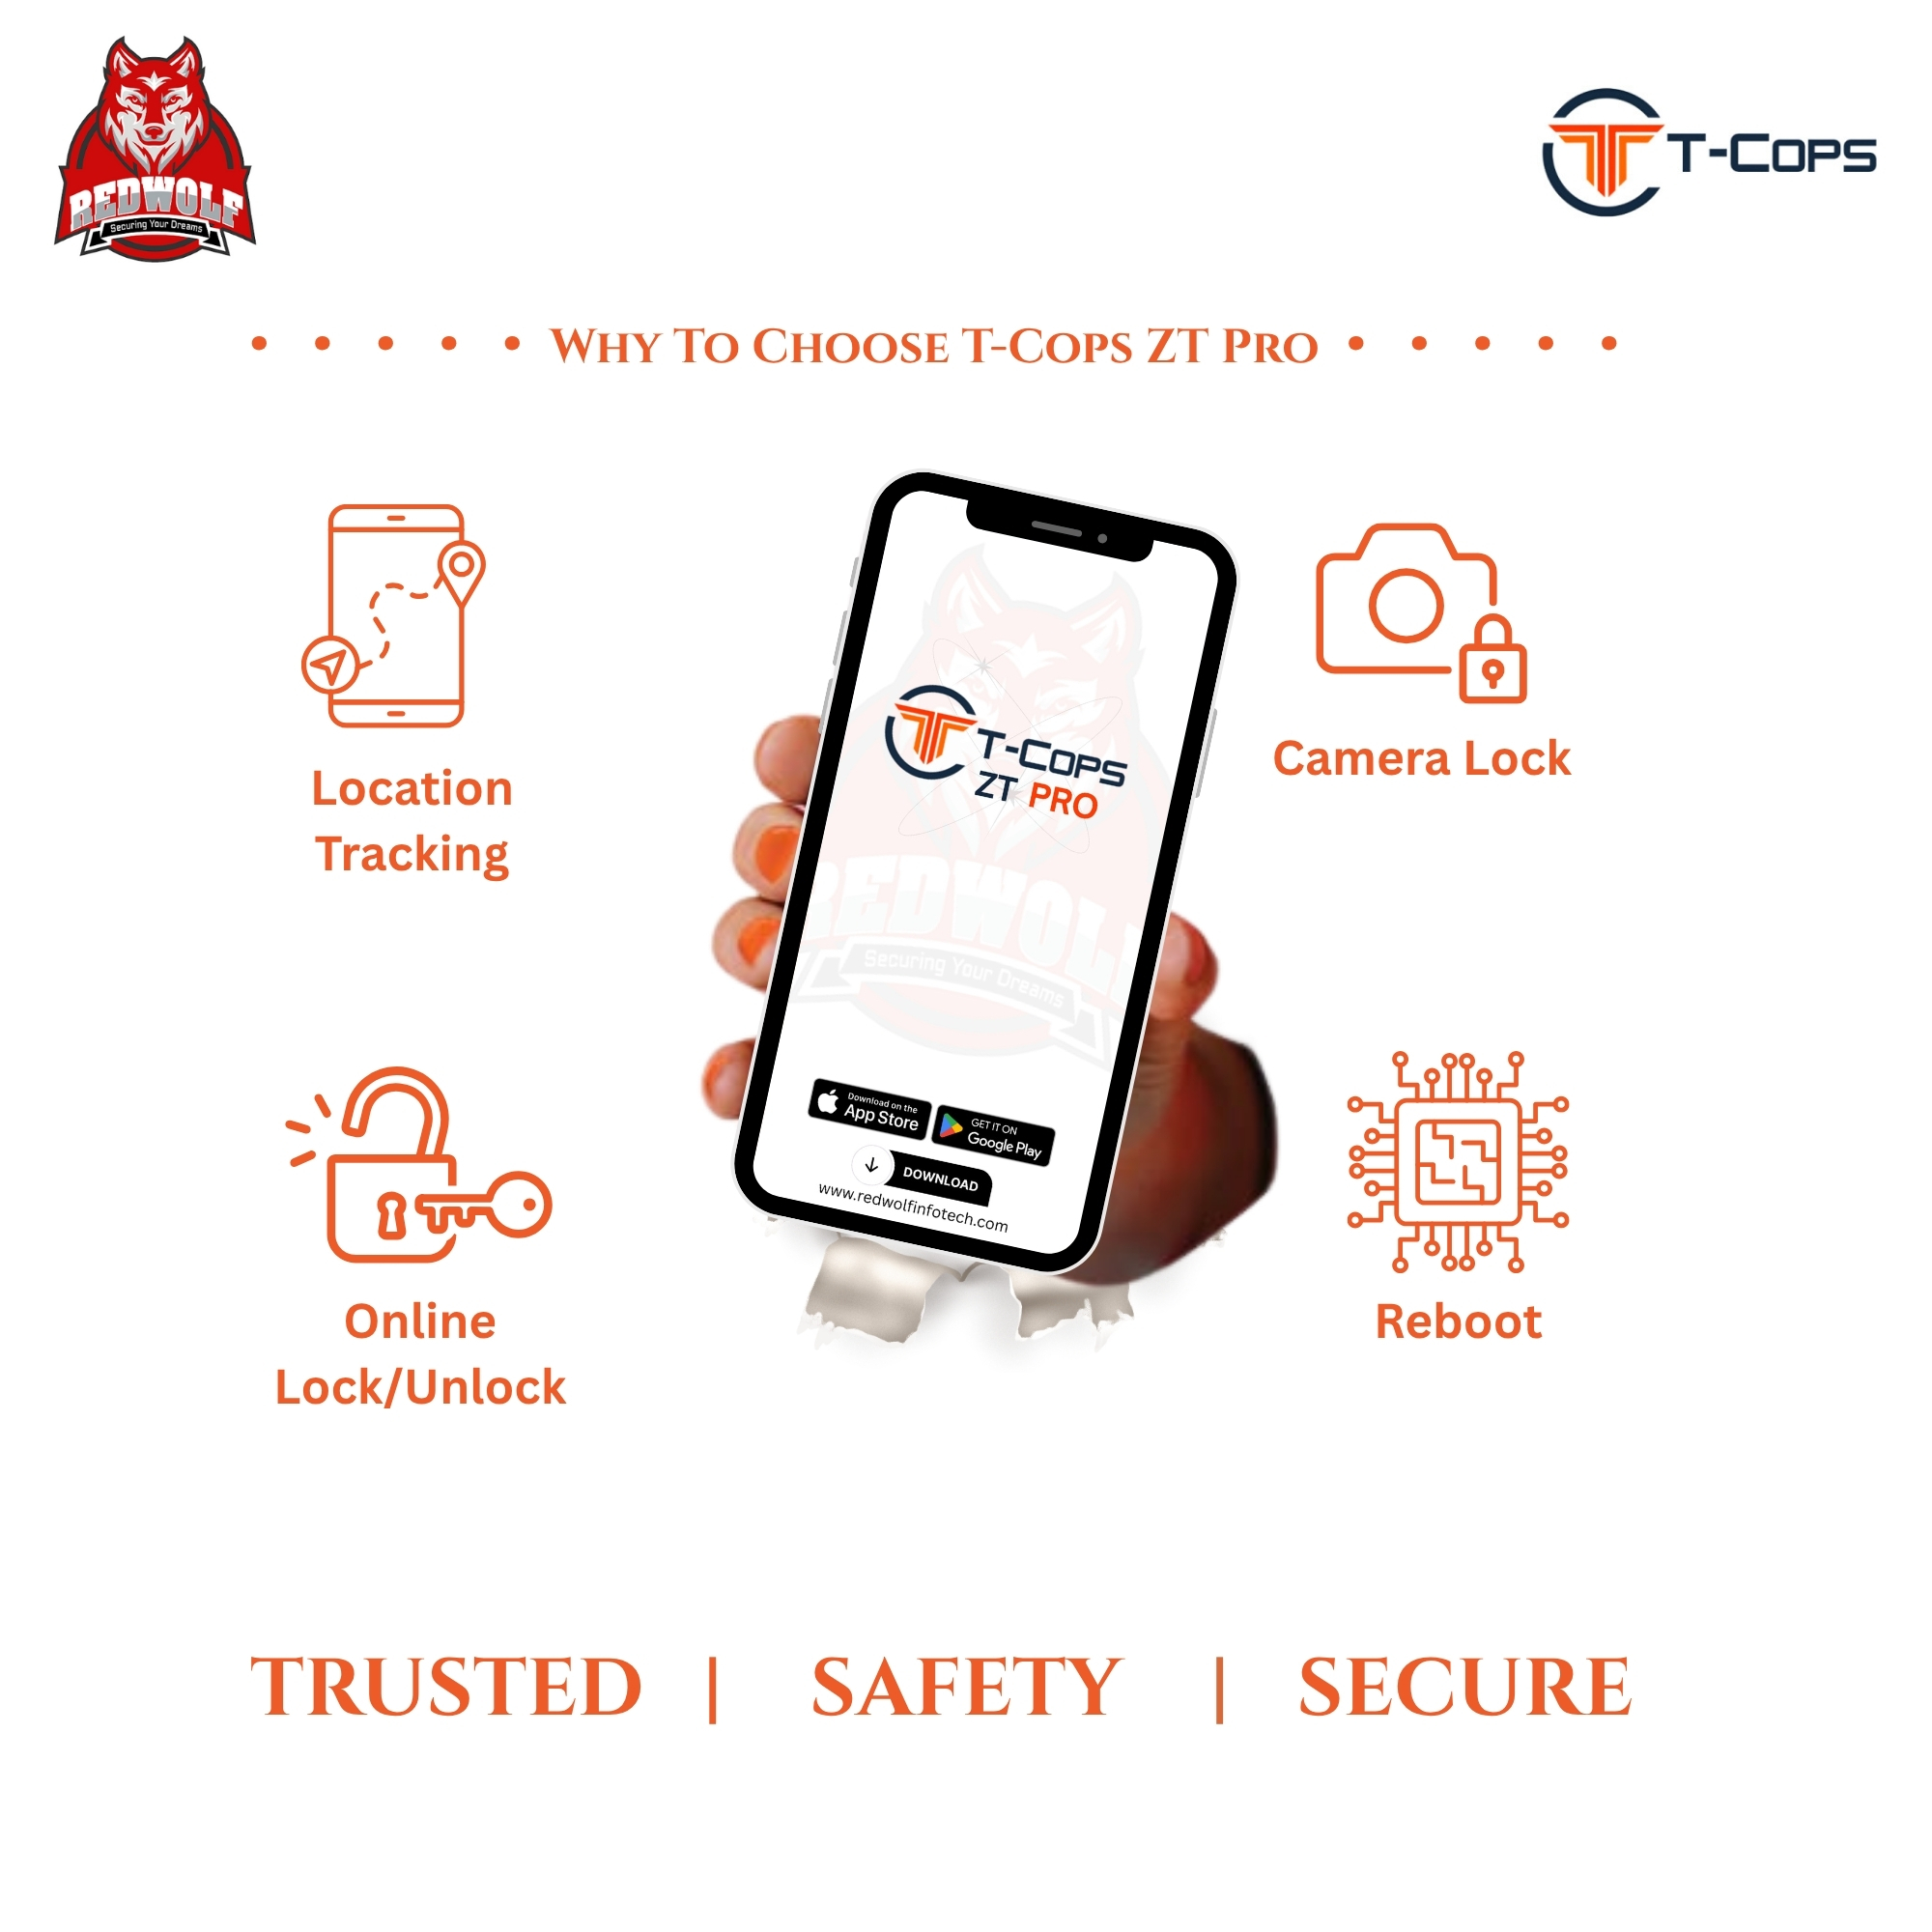 REDWOLF
Securing Your Dreams
T-COPS
WHY TO CHOOSE T-COPS ZT PRO
Location
Tracking
Camera Lock
T-COPS
ZT PRO
REDWOLF
Securing Your Dreams
Download on the
App Store
GET IT ON
Google Play
DOWNLOAD
www.redwolfinfotech.com
Online
Lock/Unlock
Reboot
TRUSTED | SAFETY | SECURE